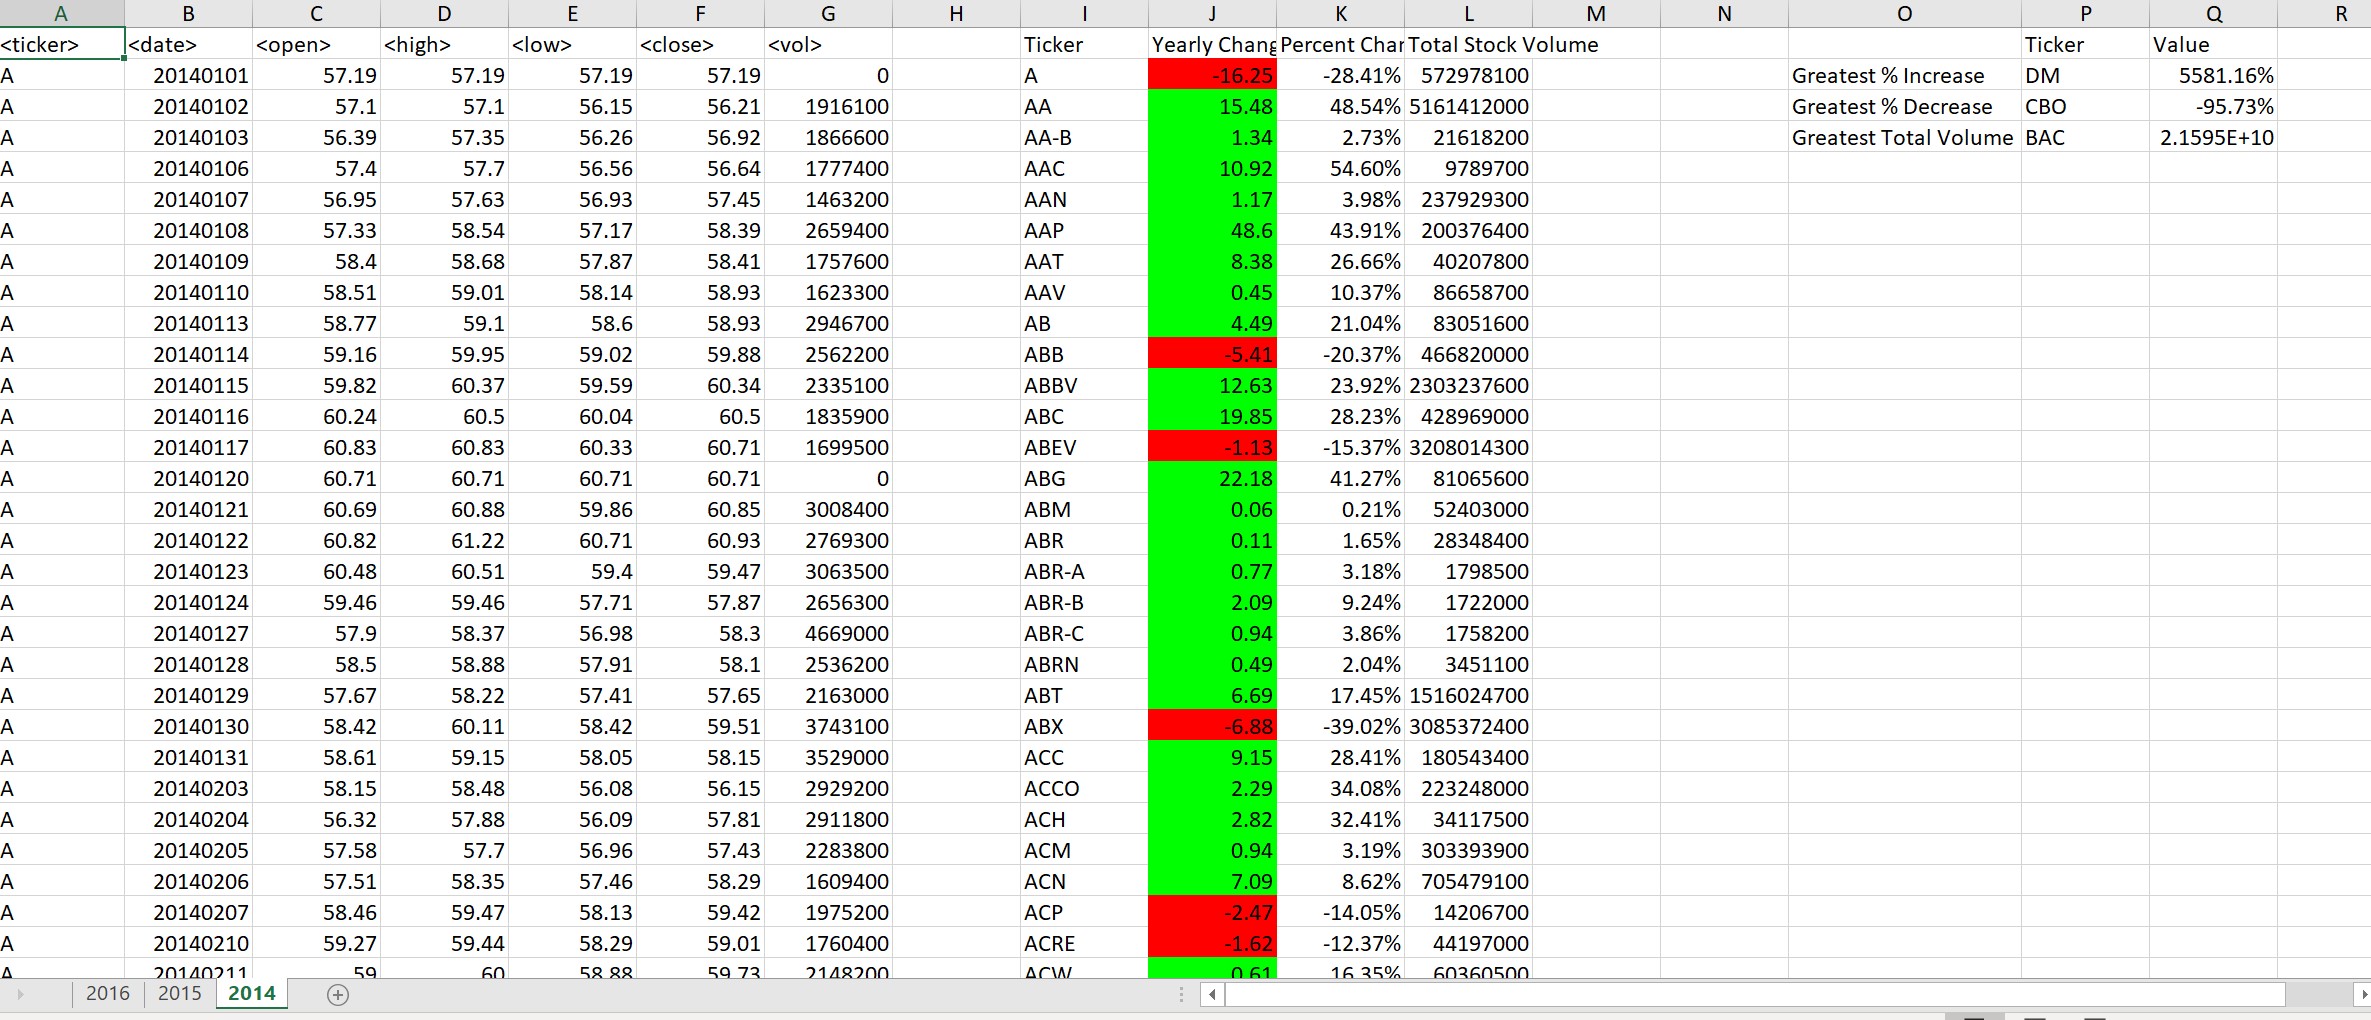 A B C D E F G H I J K L M N O P Q R
<ticker> <date> <open> <high> <low> <close> <vol> Ticker Yearly Chang Percent Char Total Stock Volume Ticker Value
A 20140101 57.19 57.19 57.19 57.19 0 A -16.25 -28.41% 572978100 Greatest % Increase DM 5581.16%
A 20140102 57.1 57.1 56.15 56.21 1916100 AA 15.48 48.54% 5161412000 Greatest % Decrease CBO -95.73%
A 20140103 56.39 57.35 56.26 56.92 1866600 AA-B 1.34 2.73% 21618200 Greatest Total Volume BAC 2.1595E+10
A 20140106 57.4 57.7 56.56 56.64 1777400 AAC 10.92 54.60% 9789700
A 20140107 56.95 57.63 56.93 57.45 1463200 AAN 1.17 3.98% 237929300
A 20140108 57.33 58.54 57.17 58.39 2659400 AAP 48.6 43.91% 200376400
A 20140109 58.4 58.68 57.87 58.41 1757600 AAT 8.38 26.66% 40207800
A 20140110 58.51 59.01 58.14 58.93 1623300 AAV 0.45 10.37% 86658700
A 20140113 58.77 59.1 58.6 58.93 2946700 AB 4.49 21.04% 83051600
A 20140114 59.16 59.95 59.02 59.88 2562200 ABB -5.41 -20.37% 466820000
A 20140115 59.82 60.37 59.59 60.34 2335100 ABBV 12.63 23.92% 2303237600
A 20140116 60.24 60.5 60.04 60.5 1835900 ABC 19.85 28.23% 428969000
A 20140117 60.83 60.83 60.33 60.71 1699500 ABEV -1.13 -15.37% 3208014300
A 20140120 60.71 60.71 60.71 60.71 0 ABG 22.18 41.27% 81065600
A 20140121 60.69 60.88 59.86 60.85 3008400 ABM 0.06 0.21% 52403000
A 20140122 60.82 61.22 60.71 60.93 2769300 ABR 0.11 1.65% 28348400
A 20140123 60.48 60.51 59.4 59.47 3063500 ABR-A 0.77 3.18% 1798500
A 20140124 59.46 59.46 57.71 57.87 2656300 ABR-B 2.09 9.24% 1722000
A 20140127 57.9 58.37 56.98 58.3 4669000 ABR-C 0.94 3.86% 1758200
A 20140128 58.5 58.88 57.91 58.1 2536200 ABRN 0.49 2.04% 3451100
A 20140129 57.67 58.22 57.41 57.65 2163000 ABT 6.69 17.45% 1516024700
A 20140130 58.42 60.11 58.42 59.51 3743100 ABX -6.88 -39.02% 3085372400
A 20140131 58.61 59.15 58.05 58.15 3529000 ACC 9.15 28.41% 180543400
A 20140203 58.15 58.48 56.08 56.15 2929200 ACCO 2.29 34.08% 223248000
A 20140204 56.32 57.88 56.09 57.81 2911800 ACH 2.82 32.41% 34117500
A 20140205 57.58 57.7 56.96 57.43 2283800 ACM 0.94 3.19% 303393900
A 20140206 57.51 58.35 57.46 58.29 1609400 ACN 7.09 8.62% 705479100
A 20140207 58.46 59.47 58.13 59.42 1975200 ACP -2.47 -14.05% 14206700
A 20140210 59.27 59.44 58.29 59.01 1760400 ACRE -1.62 -12.37% 44197000
A 20140211 59 60 58.88 59.73 2148200 ACW 0.61 16.35% 60360500
2016 2015 2014